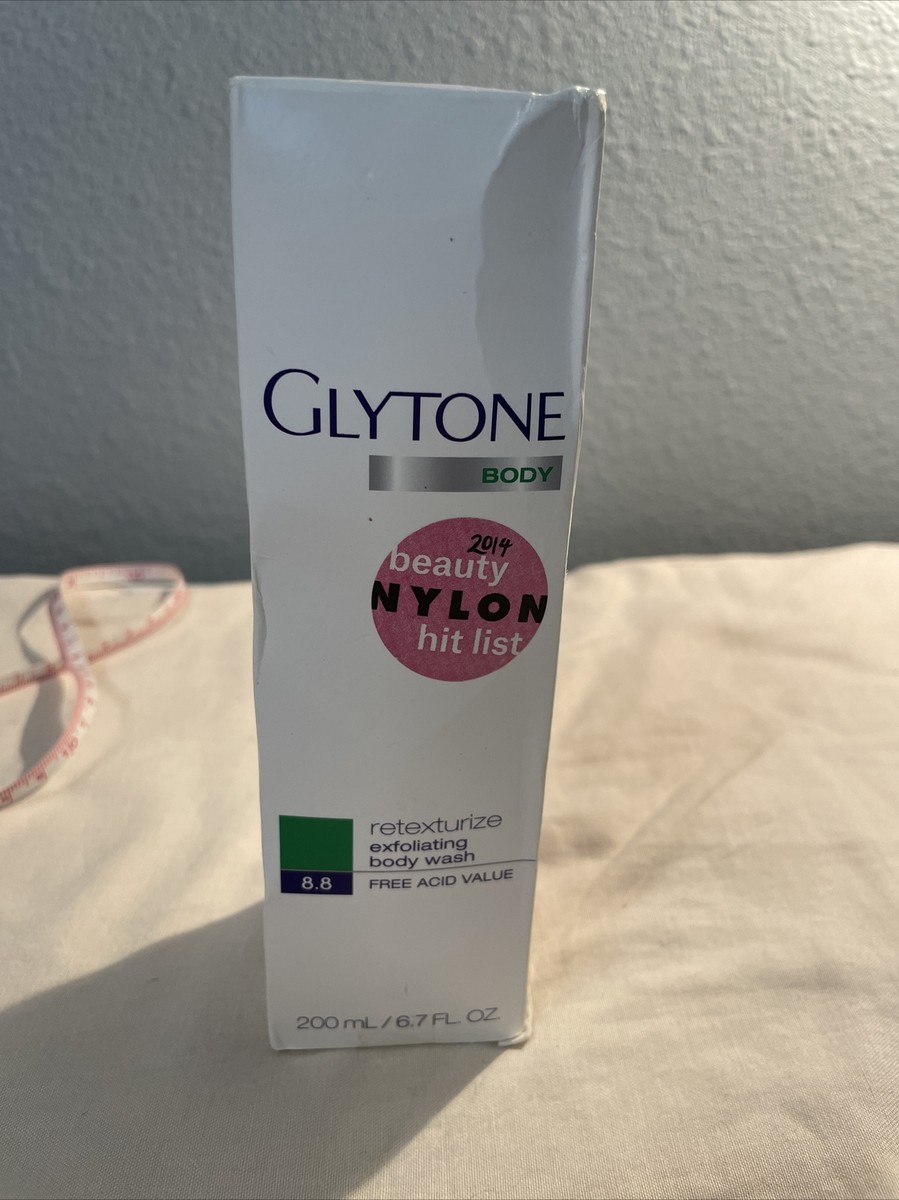 GLYTONE
BODY
2014
beauty
NYLON
hit list
retexturize
exfoliating
body wash
8.8
FREE ACID VALUE
200 mL / 6.7 FL. OZ.